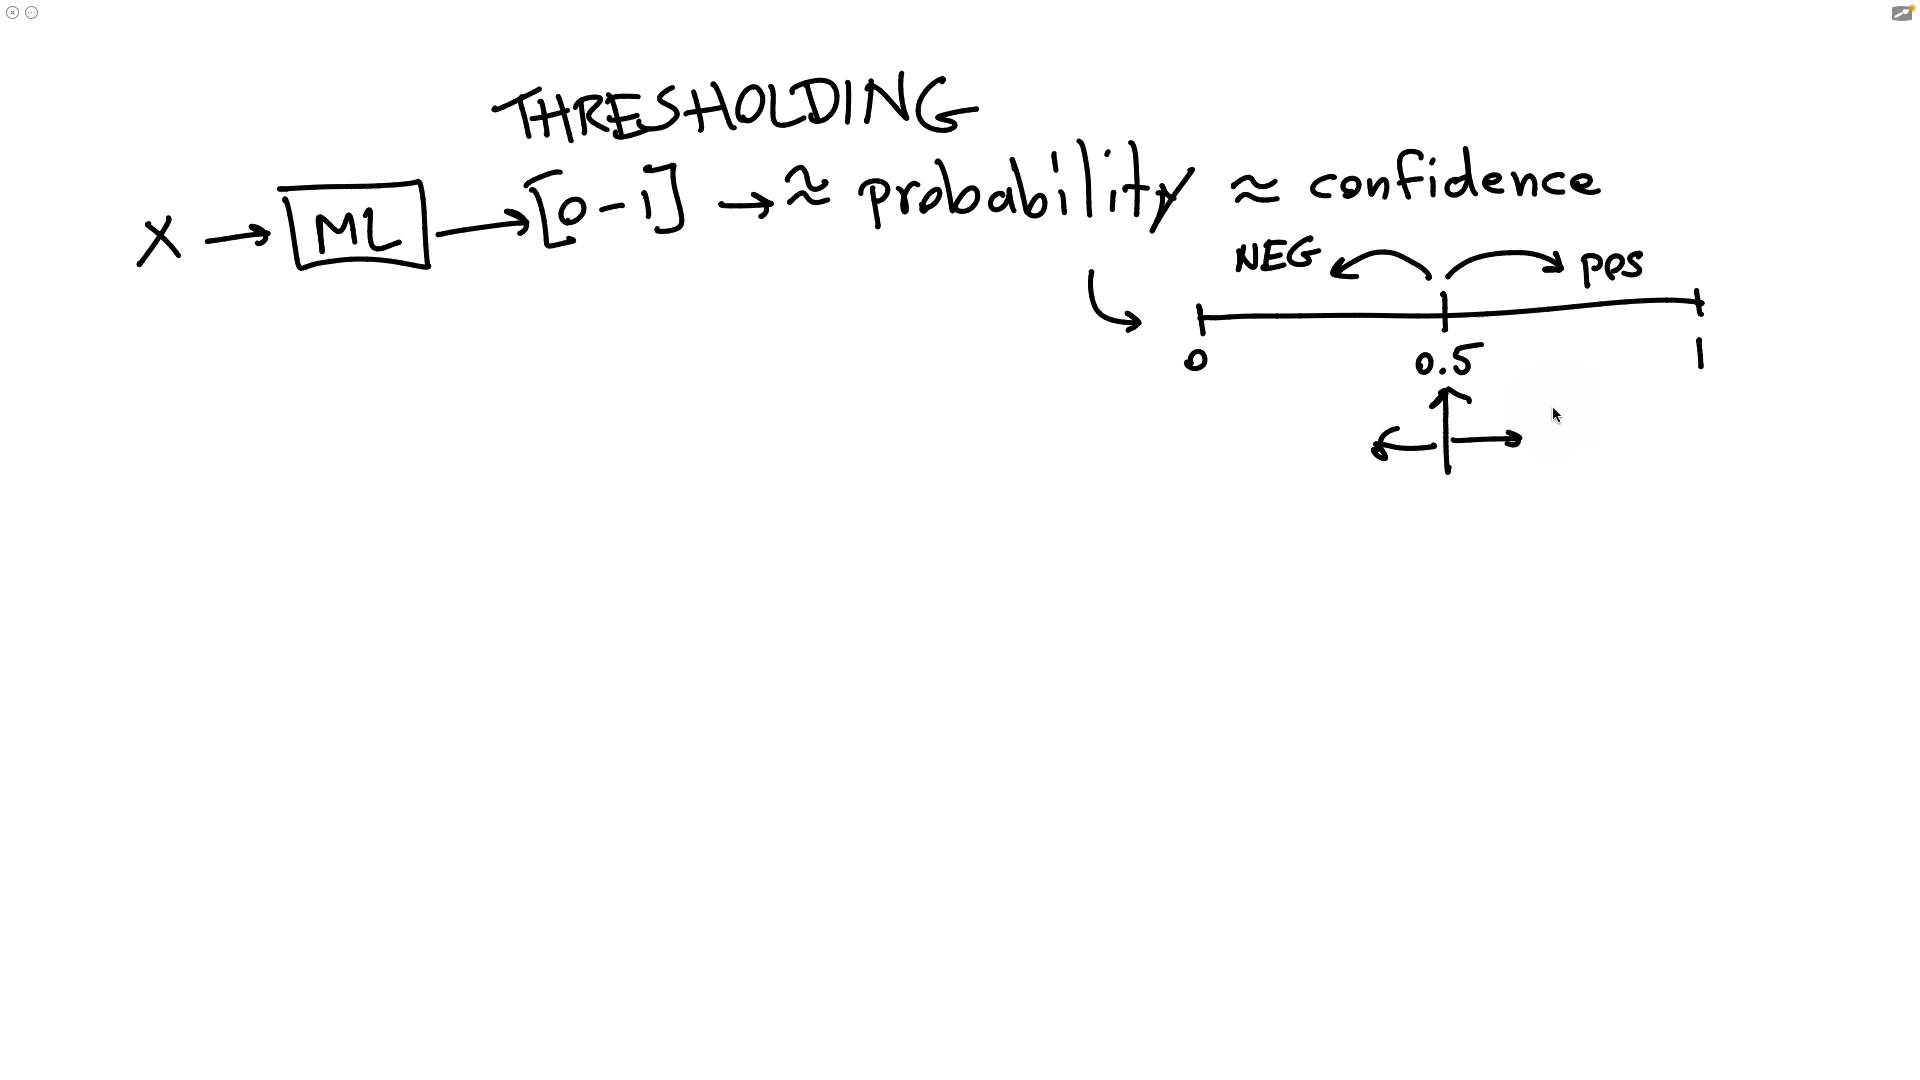 THRESHOLDING
X → ML → [0-1] → ≈ probability ≈ confidence
NEG pos
0 0.5 1